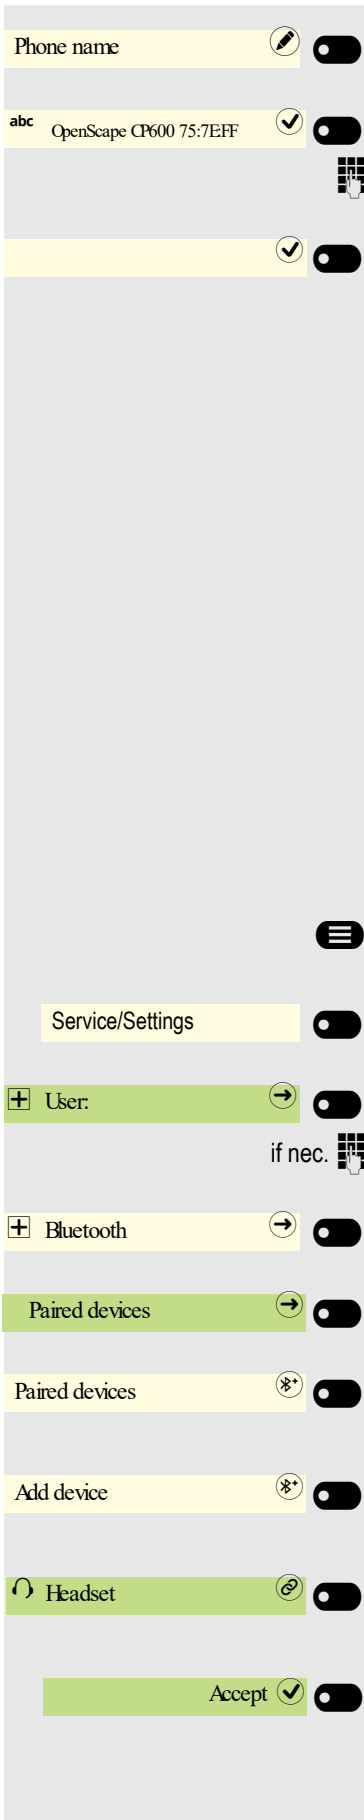 Phone name
abc
OpenScape CP600 75:7E:FF
Service/Settings
User:
if nec.
Bluetooth
Paired devices
Paired devices
Add device
Headset
Accept